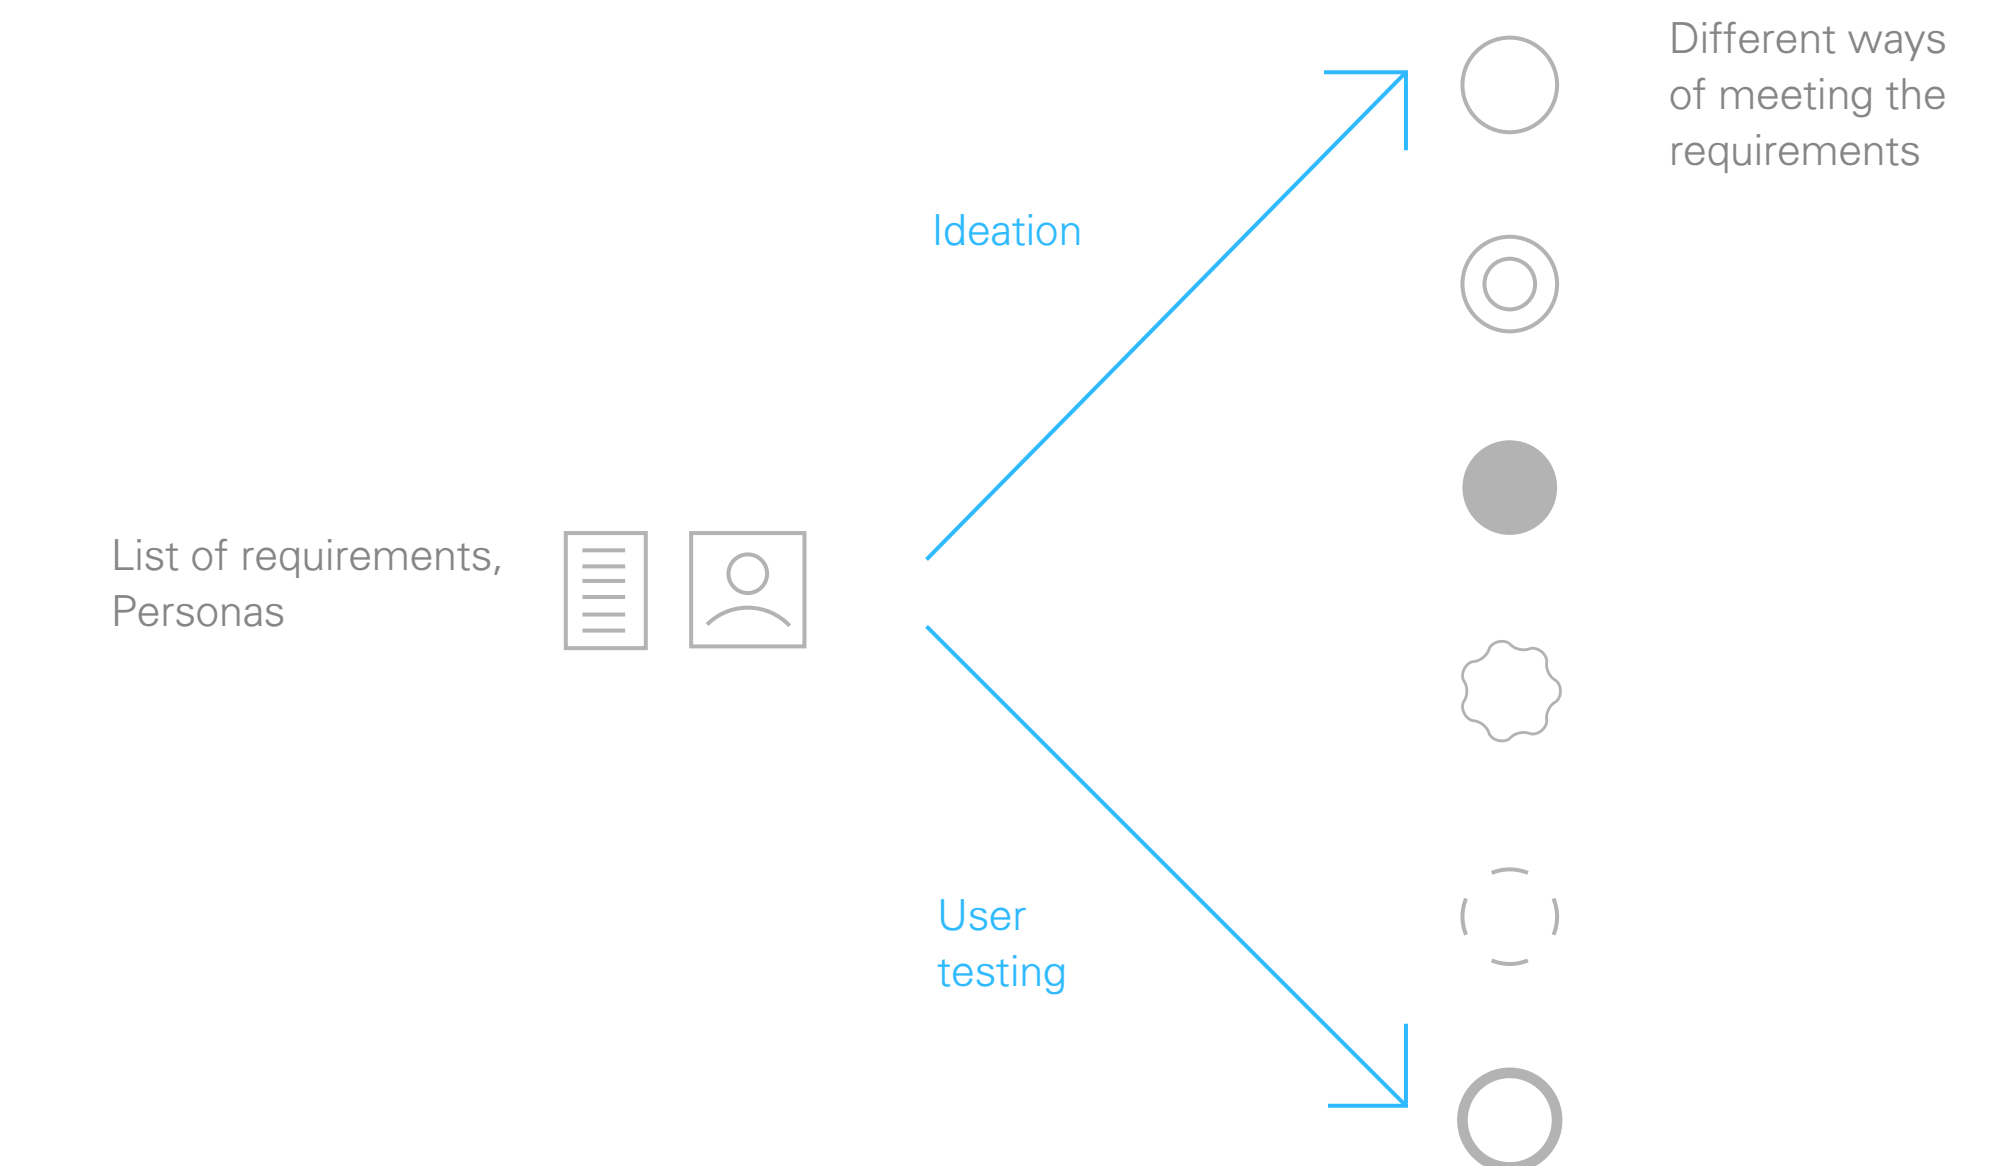 Different ways
of meeting the
requirements
Ideation
List of requirements,
Personas
User
testing